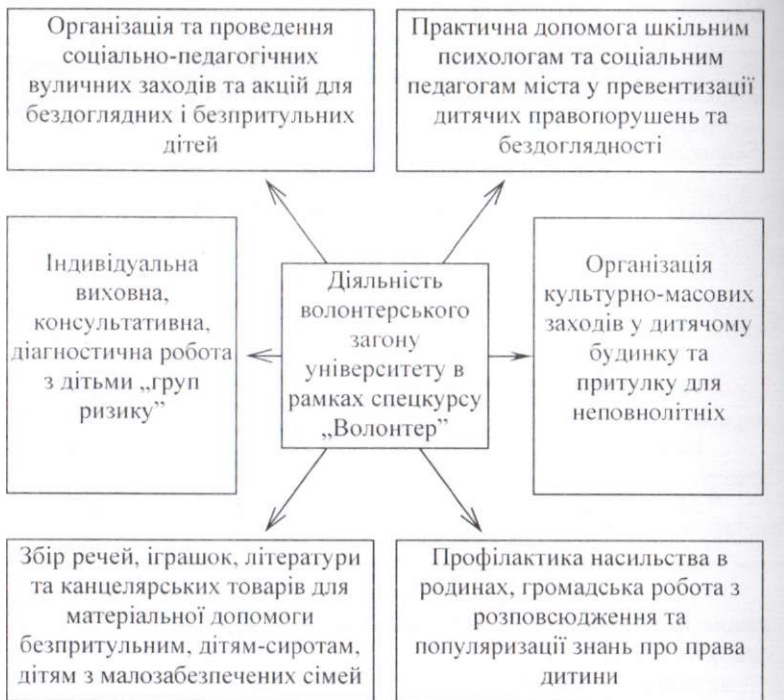 Організація та проведення
соціально-педагогічних
вуличних заходів та акцій для
бездоглядних і безпритульних
дітей
Практична допомога шкільним
психологам та соціальним
педагогам міста у превентизації
дитячих правопорушень та
бездоглядності
Індивідуальна
виховна,
консультативна,
діагностична робота
з дітьми „груп
ризику”
Діяльність
волонтерського
загону
університету в
рамках спецкурсу
„Волонтер”
Організація
культурно-масових
заходів у дитячому
будинку та
притулку для
неповнолітніх
Збір речей, іграшок, літератури
та канцелярських товарів для
матеріальної допомоги
безпритульним, дітям-сиротам,
дітям з малозабезпечених сімей
Профілактика насильства в
родинах, громадська робота з
розповсюдження та
популяризації знань про права
дитини